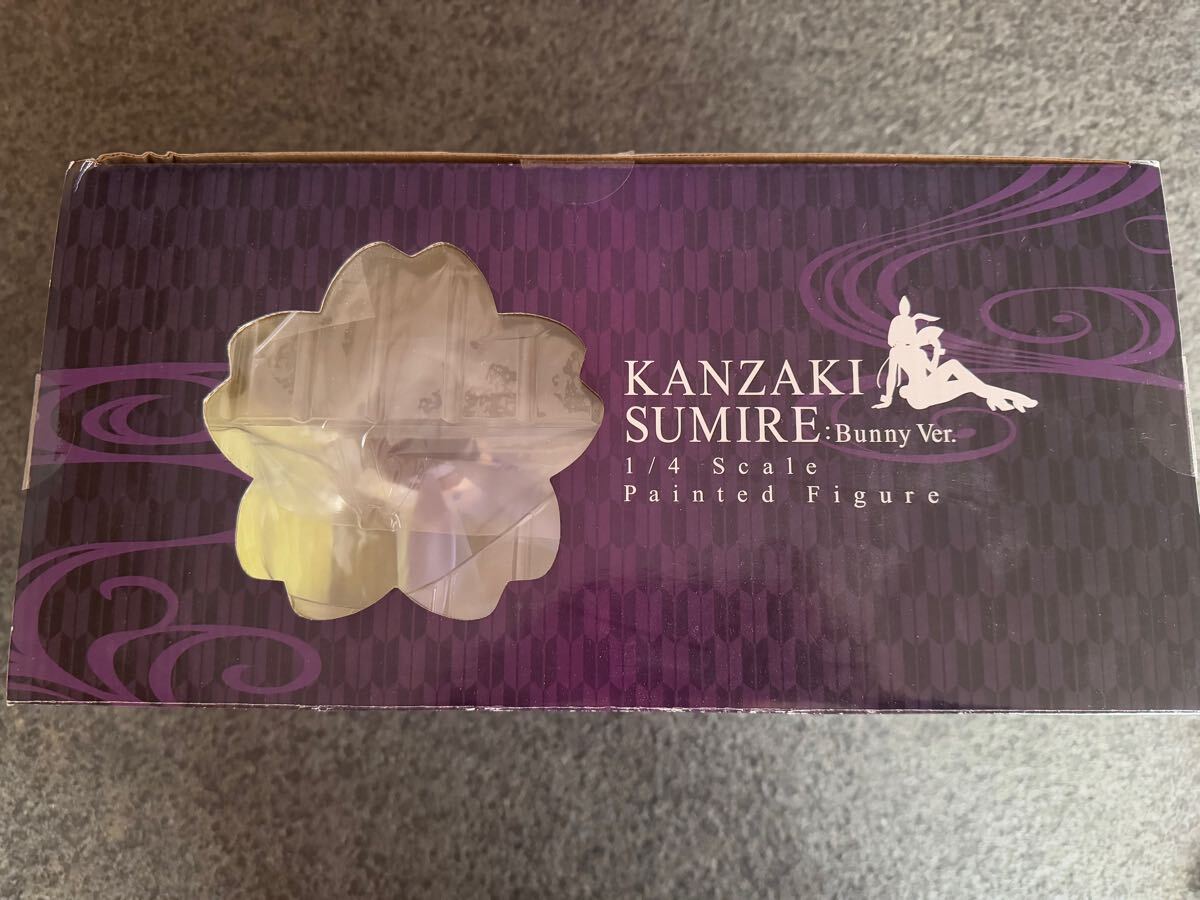 KANZAKI
SUMIRE:Bunny Ver.
1/4 Scale
Painted Figure